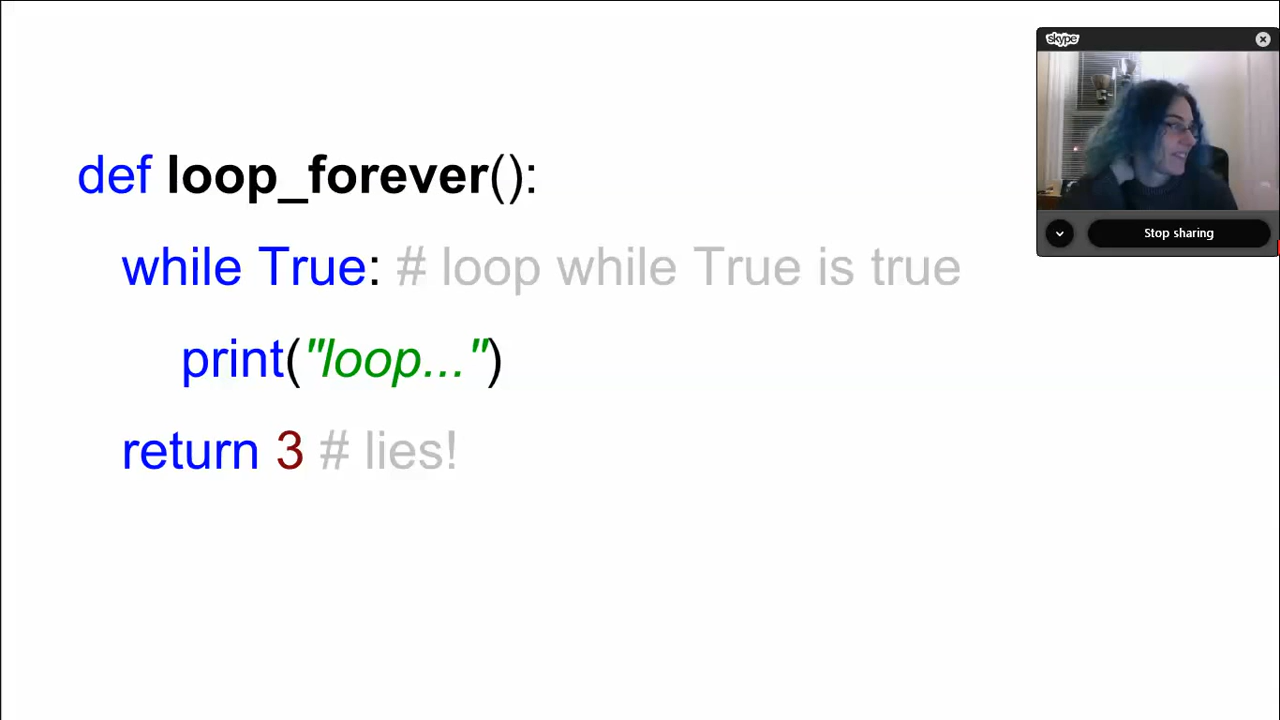 def loop_forever():
while True: # loop while True is true
print("loop...")
return 3 # lies!
skype
Stop sharing